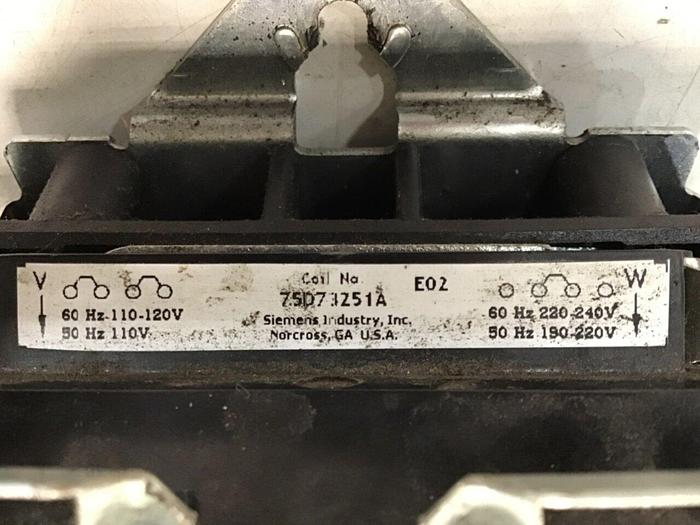 V
60 Hz 110-120V
50 Hz 110V
Coil No
75D73251A
E02
Siemens Industry, Inc.
Norcross, GA U.S.A.
W
60 Hz 220-240V
50 Hz 190-220V